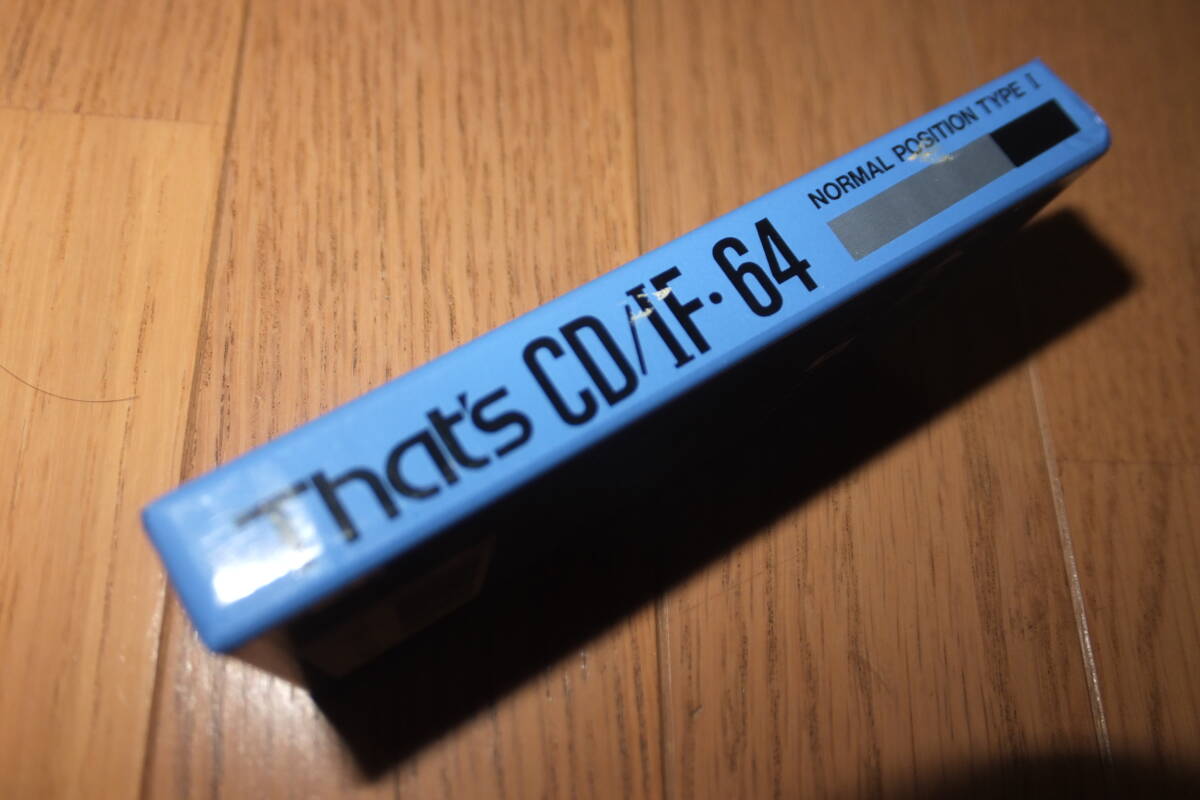 That's CD/IF·64
NORMAL POSITION TYPE I